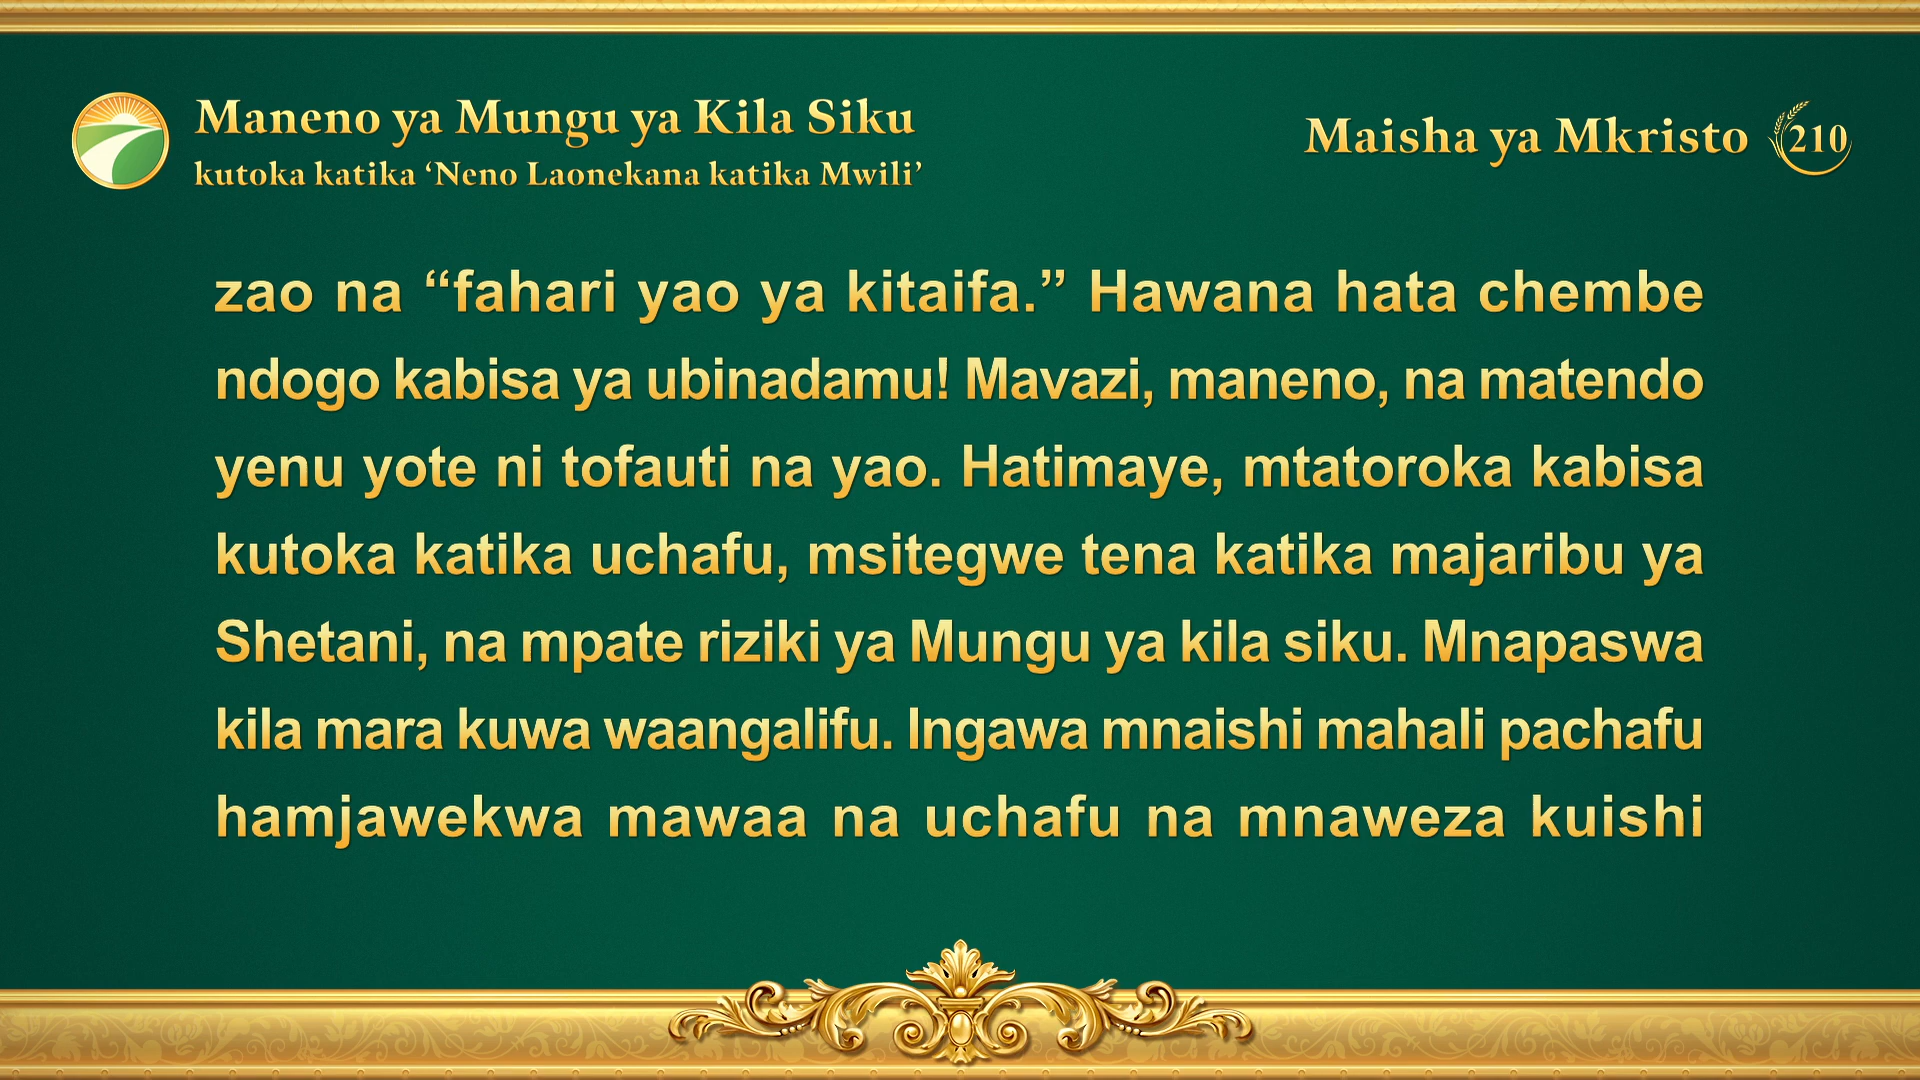 Maneno ya Mungu ya Kila Siku
kutoka katika ‘Neno Laonekana katika Mwili’
Maisha ya Mkristo 210
zao na “fahari yao ya kitaifa.” Hawana hata chembe
ndogo kabisa ya ubinadamu! Mavazi, maneno, na matendo
yenu yote ni tofauti na yao. Hatimaye, mtatoroka kabisa
kutoka katika uchafu, msitegwe tena katika majaribu ya
Shetani, na mpate riziki ya Mungu ya kila siku. Mnapaswa
kila mara kuwa waangalifu. Ingawa mnaishi mahali pachafu
hamjawekwa mawaa na uchafu na mnaweza kuishi